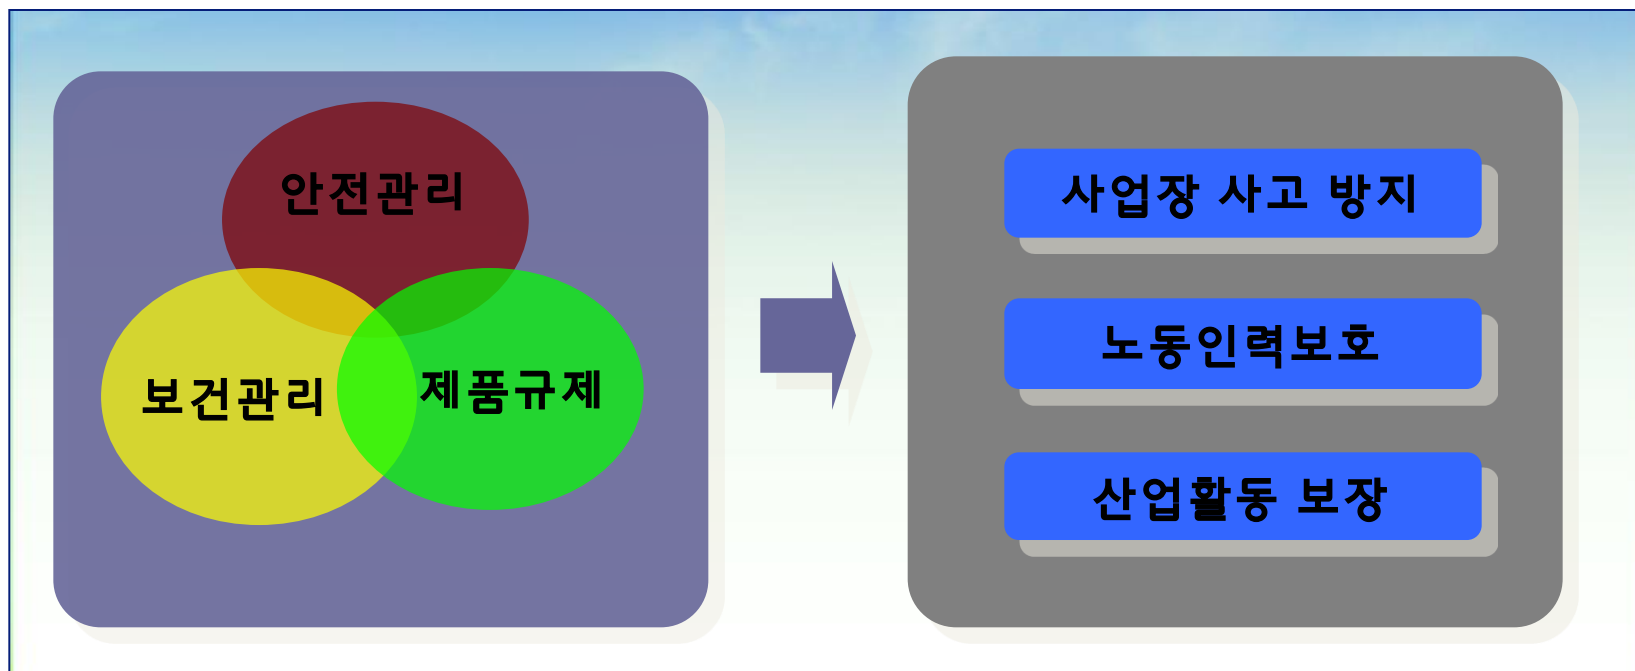 안전관리
보건관리
제품규제
사업장 사고 방지
노동인력보호
산업활동 보장